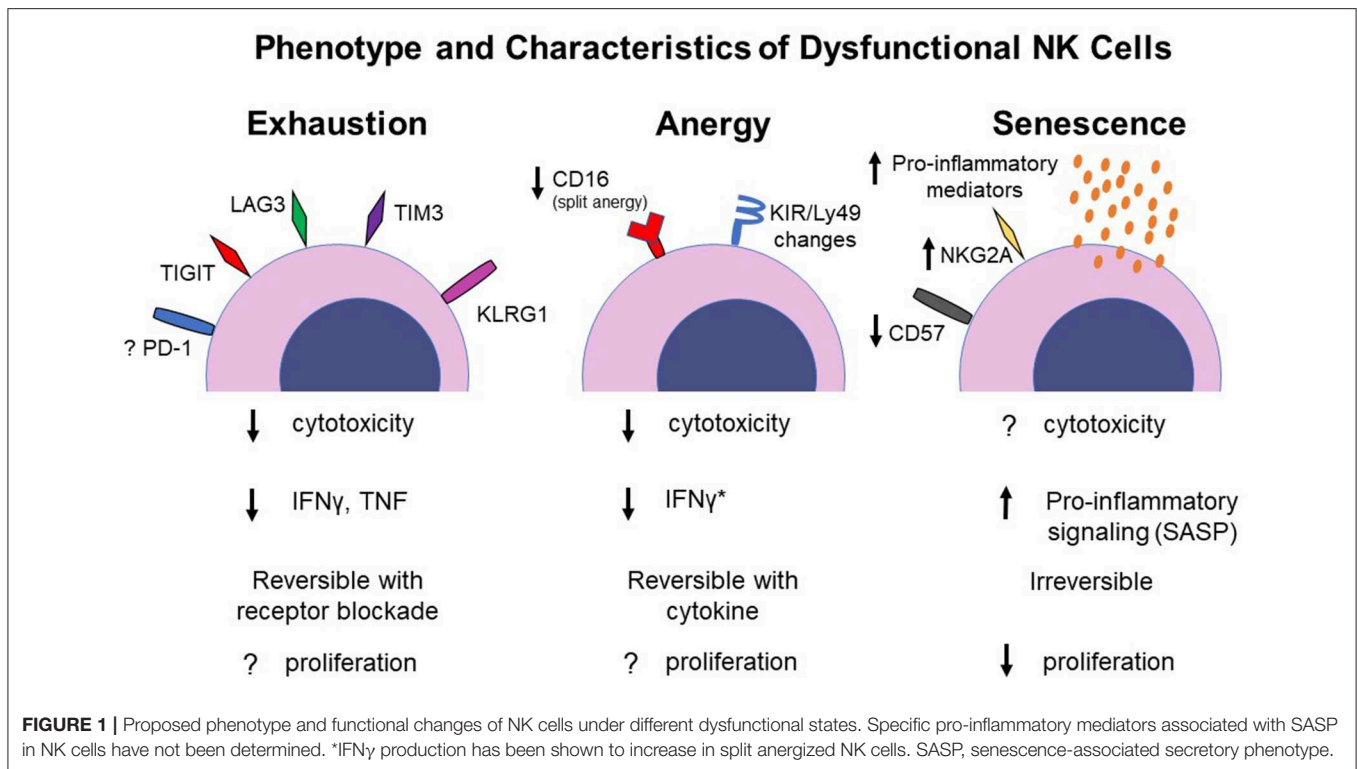 Phenotype and Characteristics of Dysfunctional NK Cells
Exhaustion
LAG3
TIM3
TIGIT
KLRG1
? PD-1
↓ cytotoxicity
↓ IFNγ, TNF
Reversible with
receptor blockade
? proliferation
Anergy
↓ CD16
(split anergy)
KIR/Ly49
changes
↓ cytotoxicity
↓ IFNγ*
Reversible with
cytokine
? proliferation
Senescence
↑ Pro-inflammatory
mediators
↑ NKG2A
↓ CD57
? cytotoxicity
↑ Pro-inflammatory
signaling (SASP)
Irreversible
↓ proliferation
FIGURE 1 | Proposed phenotype and functional changes of NK cells under different dysfunctional states. Specific pro-inflammatory mediators associated with SASP
in NK cells have not been determined. *IFNγ production has been shown to increase in split anergized NK cells. SASP, senescence-associated secretory phenotype.